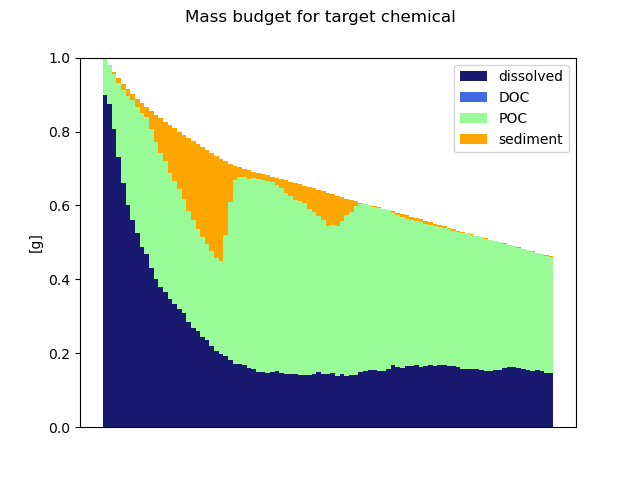 Mass budget for target chemical
1.0
0.8
0.6
0.4
0.2
0.0
[g]
dissolved
DOC
POC
sediment